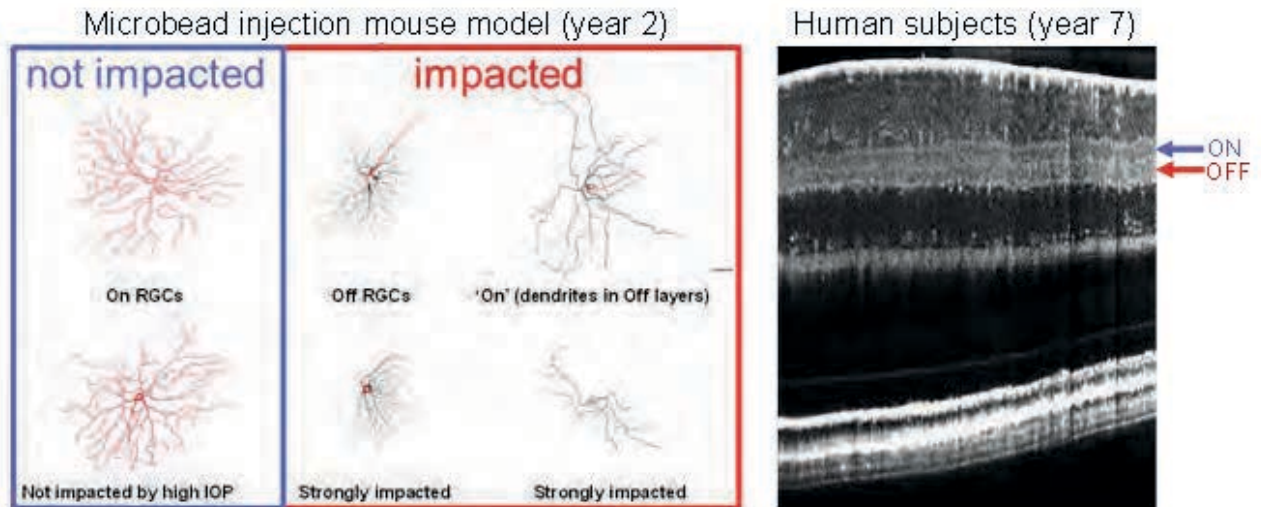 Microbead injection mouse model (year 2)
Human subjects (year 7)
not impacted
impacted
ON
OFF
On RGCs
Off RGCs
'On' (dendrites in Off layers)
Not impacted by high IOP
Strongly impacted
Strongly impacted